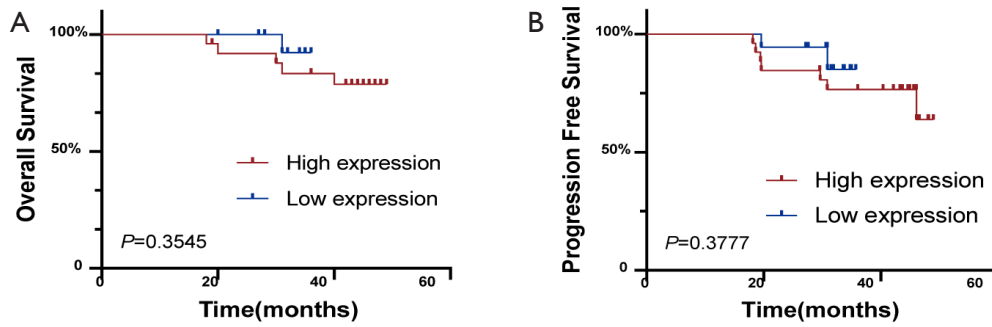 A
Overall Survival
100%
50%
0
High expression
Low expression
P=0.3545
0
20
40
60
Time(months)
B
Progression Free Survival
100%
50%
0
High expression
Low expression
P=0.3777
0
20
40
60
Time(months)